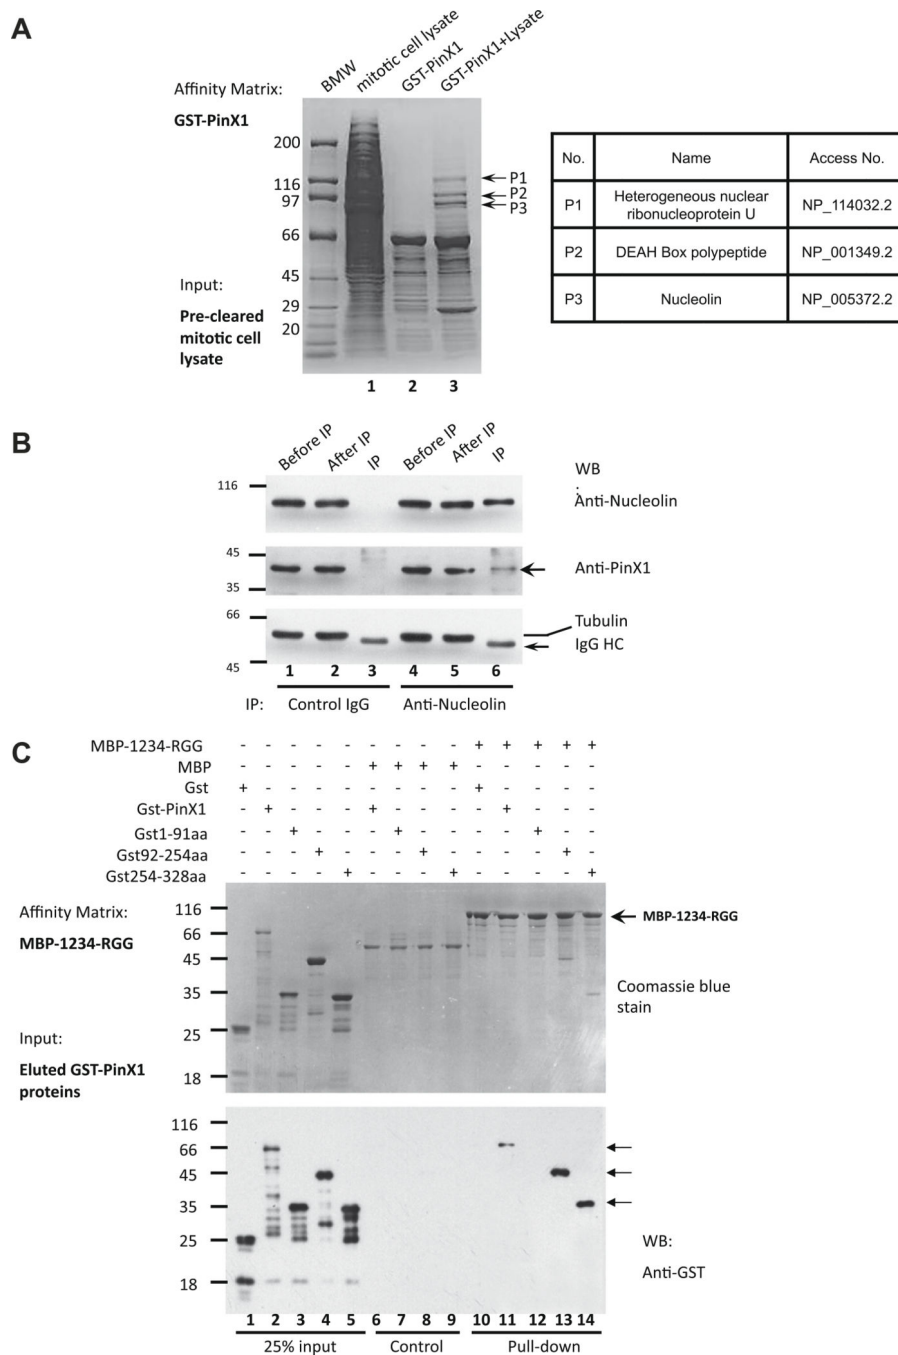 A
BMW
mitotic cell lysate
GST-PinX1
GST-PinX1+Lysate
Affinity Matrix:
GST-PinX1
200
116
97
66
45
29
20
P1
P2
P3
Input:
Pre-cleared
mitotic cell
lysate
1 2 3
No. Name Access No.
P1 Heterogeneous nuclear ribonucleoprotein U NP_114032.2
P2 DEAH Box polypeptide NP_001349.2
P3 Nucleolin NP_005372.2
B
Before IP After IP IP Before IP After IP IP
WB
:
116
Anti-Nucleolin
45
35
Anti-PinX1
66
45
Tubulin
IgG HC
1 2 3 4 5 6
IP: Control IgG Anti-Nucleolin
C
MBP-1234-RGG - - - - - - - - - + + + + +
MBP - - - - - + + + + - - - - -
Gst + - - - - - - - - + - - - -
Gst-PinX1 - + - - - + - - - - + - - -
Gst1-91aa - - + - - - + - - - - + - -
Gst92-254aa - - - + - - - + - - - - + -
Gst254-328aa - - - - + - - - + - - - - +
Affinity Matrix:
MBP-1234-RGG
Input:
Eluted GST-PinX1
proteins
116
66
45
35
25
18
MBP-1234-RGG
Coomassie blue
stain
116
66
45
35
25
18
WB:
Anti-GST
1 2 3 4 5 6 7 8 9 10 11 12 13 14
25% input Control Pull-down